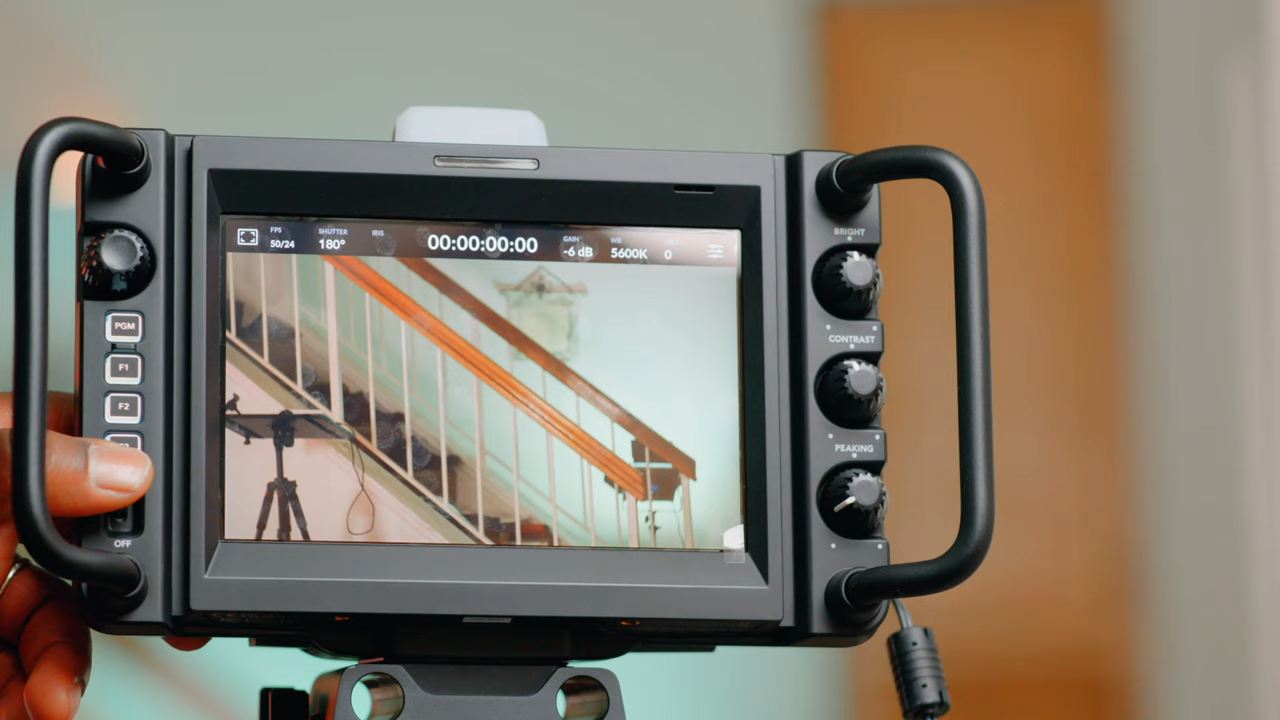 FPS
50/24
SHUTTER
180°
IRIS
00:00:00:00
GAIN
-6 dB
WB
5600K
0
PGM
F1
F2
OFF
BRIGHT
CONTRAST
PEAKING